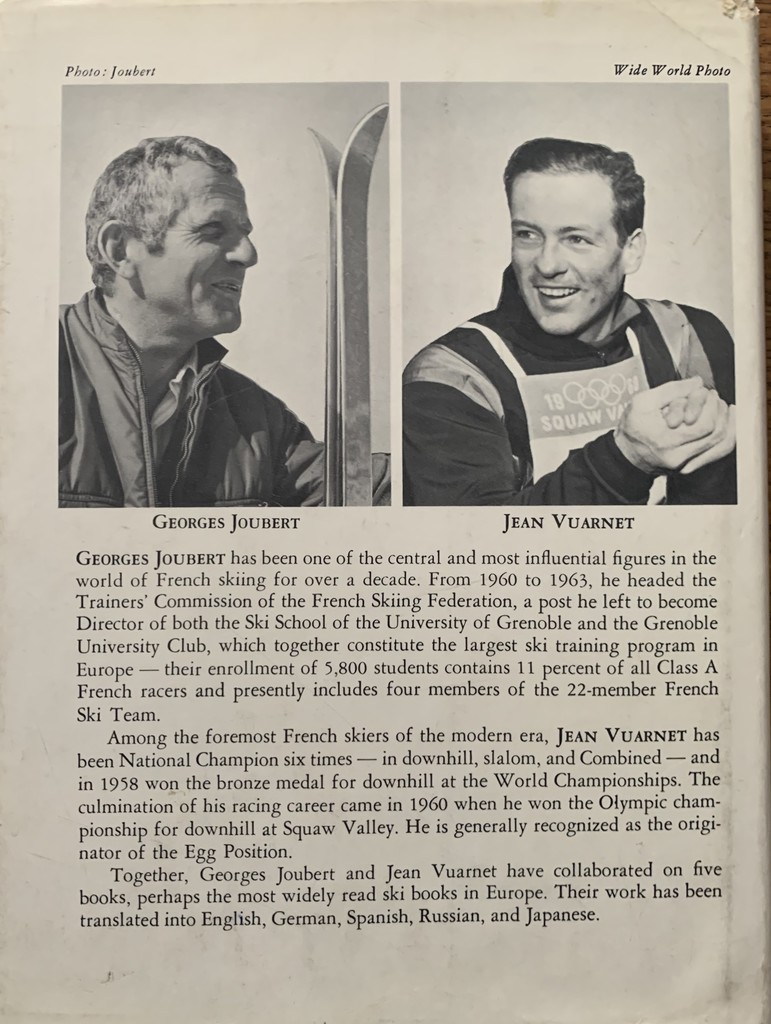 Photo: Joubert
Wide World Photo
19
SQUAW VA
GEORGES JOUBERT
JEAN VUARNET
GEORGES JOUBERT has been one of the central and most influential figures in the
world of French skiing for over a decade. From 1960 to 1963, he headed the
Trainers' Commission of the French Skiing Federation, a post he left to become
Director of both the Ski School of the University of Grenoble and the Grenoble
University Club, which together constitute the largest ski training program in
Europe — their enrollment of 5,800 students contains 11 percent of all Class A
French racers and presently includes four members of the 22-member French
Ski Team.
Among the foremost French skiers of the modern era, JEAN VUARNET has
been National Champion six times — in downhill, slalom, and Combined — and
in 1958 won the bronze medal for downhill at the World Championships. The
culmination of his racing career came in 1960 when he won the Olympic cham-
pionship for downhill at Squaw Valley. He is generally recognized as the origi-
nator of the Egg Position.
Together, Georges Joubert and Jean Vuarnet have collaborated on five
books, perhaps the most widely read ski books in Europe. Their work has been
translated into English, German, Spanish, Russian, and Japanese.